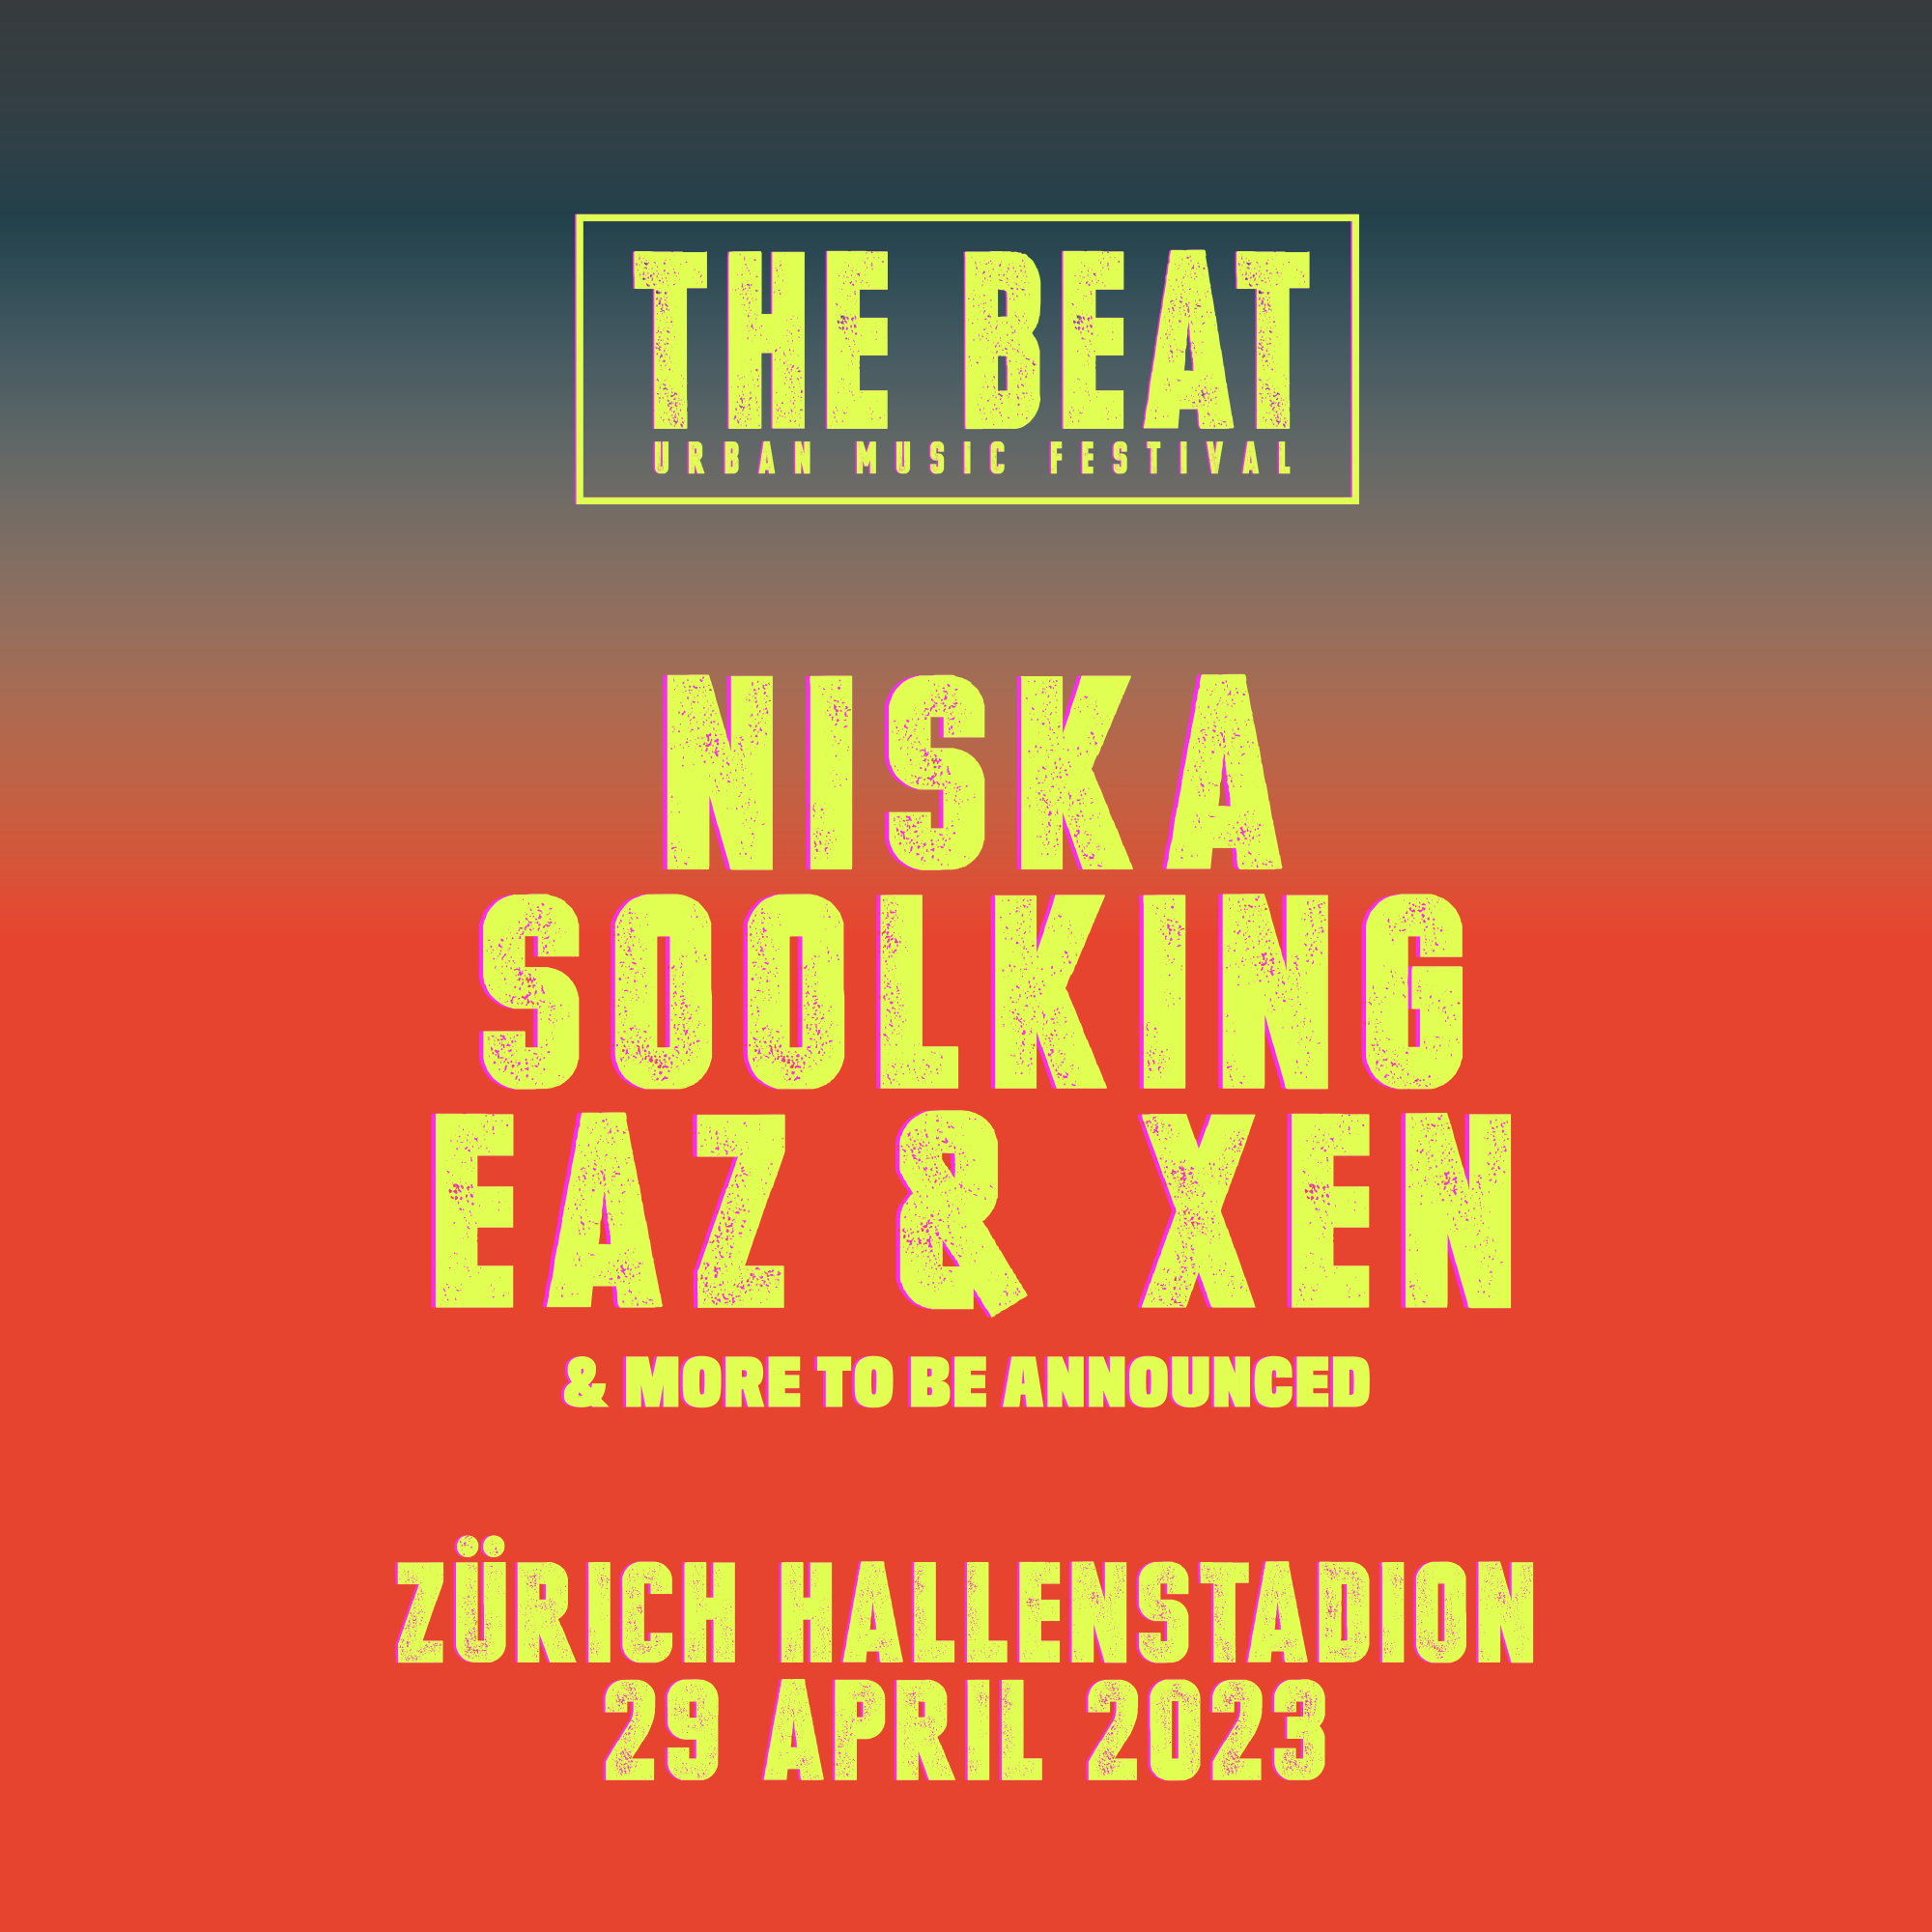 THE BEAT
URBAN MUSIC FESTIVAL
NISKA
SOOLKING
EAZ & XEN
& MORE TO BE ANNOUNCED
ZÜRICH HALLENSTADION
29 APRIL 2023